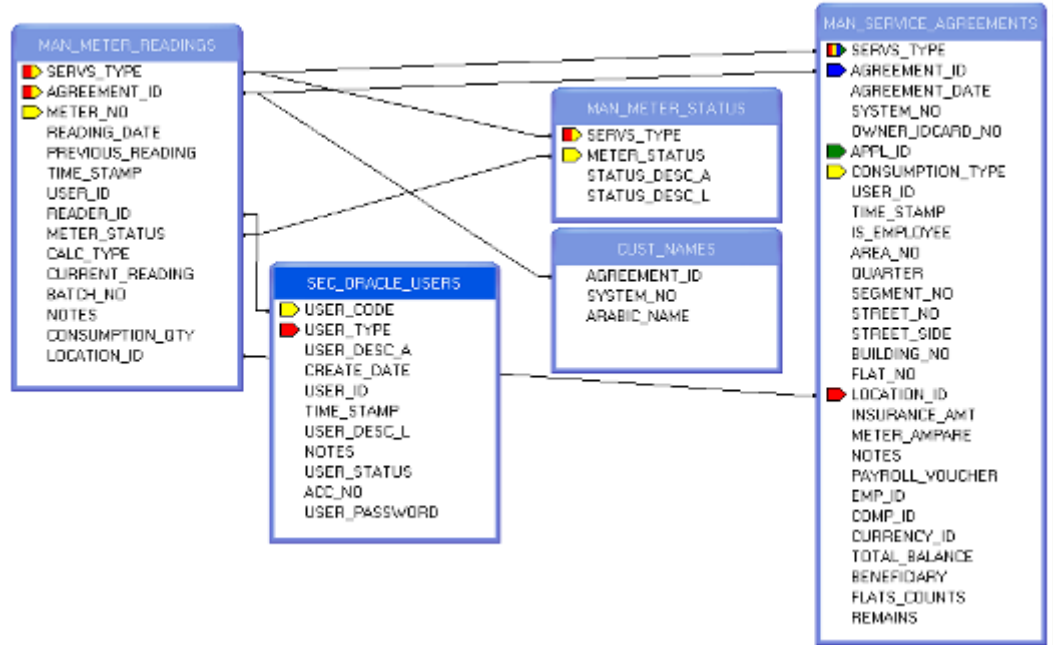 MAN_METER_READINGS
SERVS_TYPE
AGREEMENT_ID
METER_NO
READING_DATE
PREVIOUS_READING
TIME_STAMP
USER_ID
READER_ID
METER_STATUS
CALC_TYPE
CURRENT_READING
BATCH_NO
NOTES
CONSUMPTION_QTY
LOCATION_ID
SEC_ORACLE_USERS
USER_CODE
USER_TYPE
USER_DESC_A
CREATE_DATE
USER_ID
TIME_STAMP
USER_DESC_L
NOTES
USER_STATUS
ACC_NO
USER_PASSWORD
MAN_METER_STATUS
SERVS_TYPE
METER_STATUS
STATUS_DESC_A
STATUS_DESC_L
CUST_NAMES
AGREEMENT_ID
SYSTEM_NO
ARABIC_NAME
MAN_SERVICE_AGREEMENTS
SERVS_TYPE
AGREEMENT_ID
AGREEMENT_DATE
SYSTEM_NO
OWNER_IDCARD_NO
APPL_ID
CONSUMPTION_TYPE
USER_ID
TIME_STAMP
IS_EMPLOYEE
AREA_NO
QUARTER
SEGMENT_NO
STREET_NO
STREET_SIDE
BUILDING_NO
FLAT_NO
LOCATION_ID
INSURANCE_AMT
METER_AMPARE
NOTES
PAYROLL_VOUCHER
EMP_ID
COMP_ID
CURRENCY_ID
TOTAL_BALANCE
BENEFICIARY
FLATS_COUNTS
REMAINS